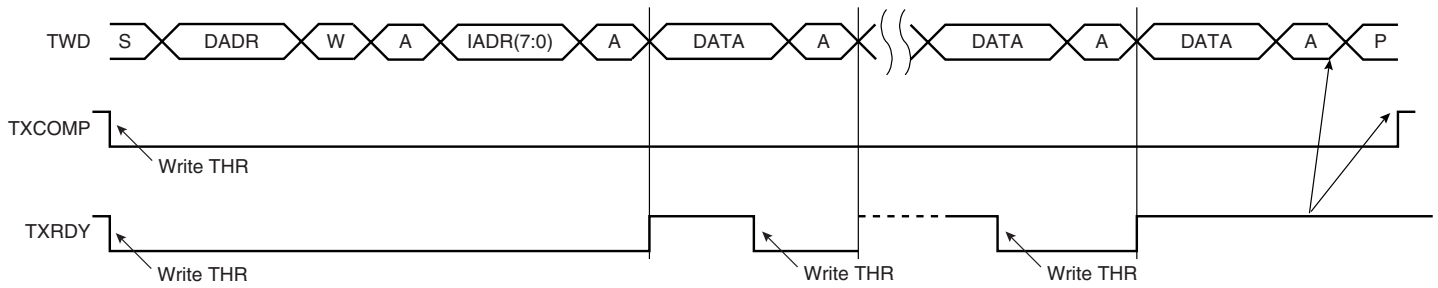 TWD S DADR W A IADR(7:0) A DATA A DATA A DATA A P
TXCOMP
Write THR
TXRDY
Write THR Write THR Write THR